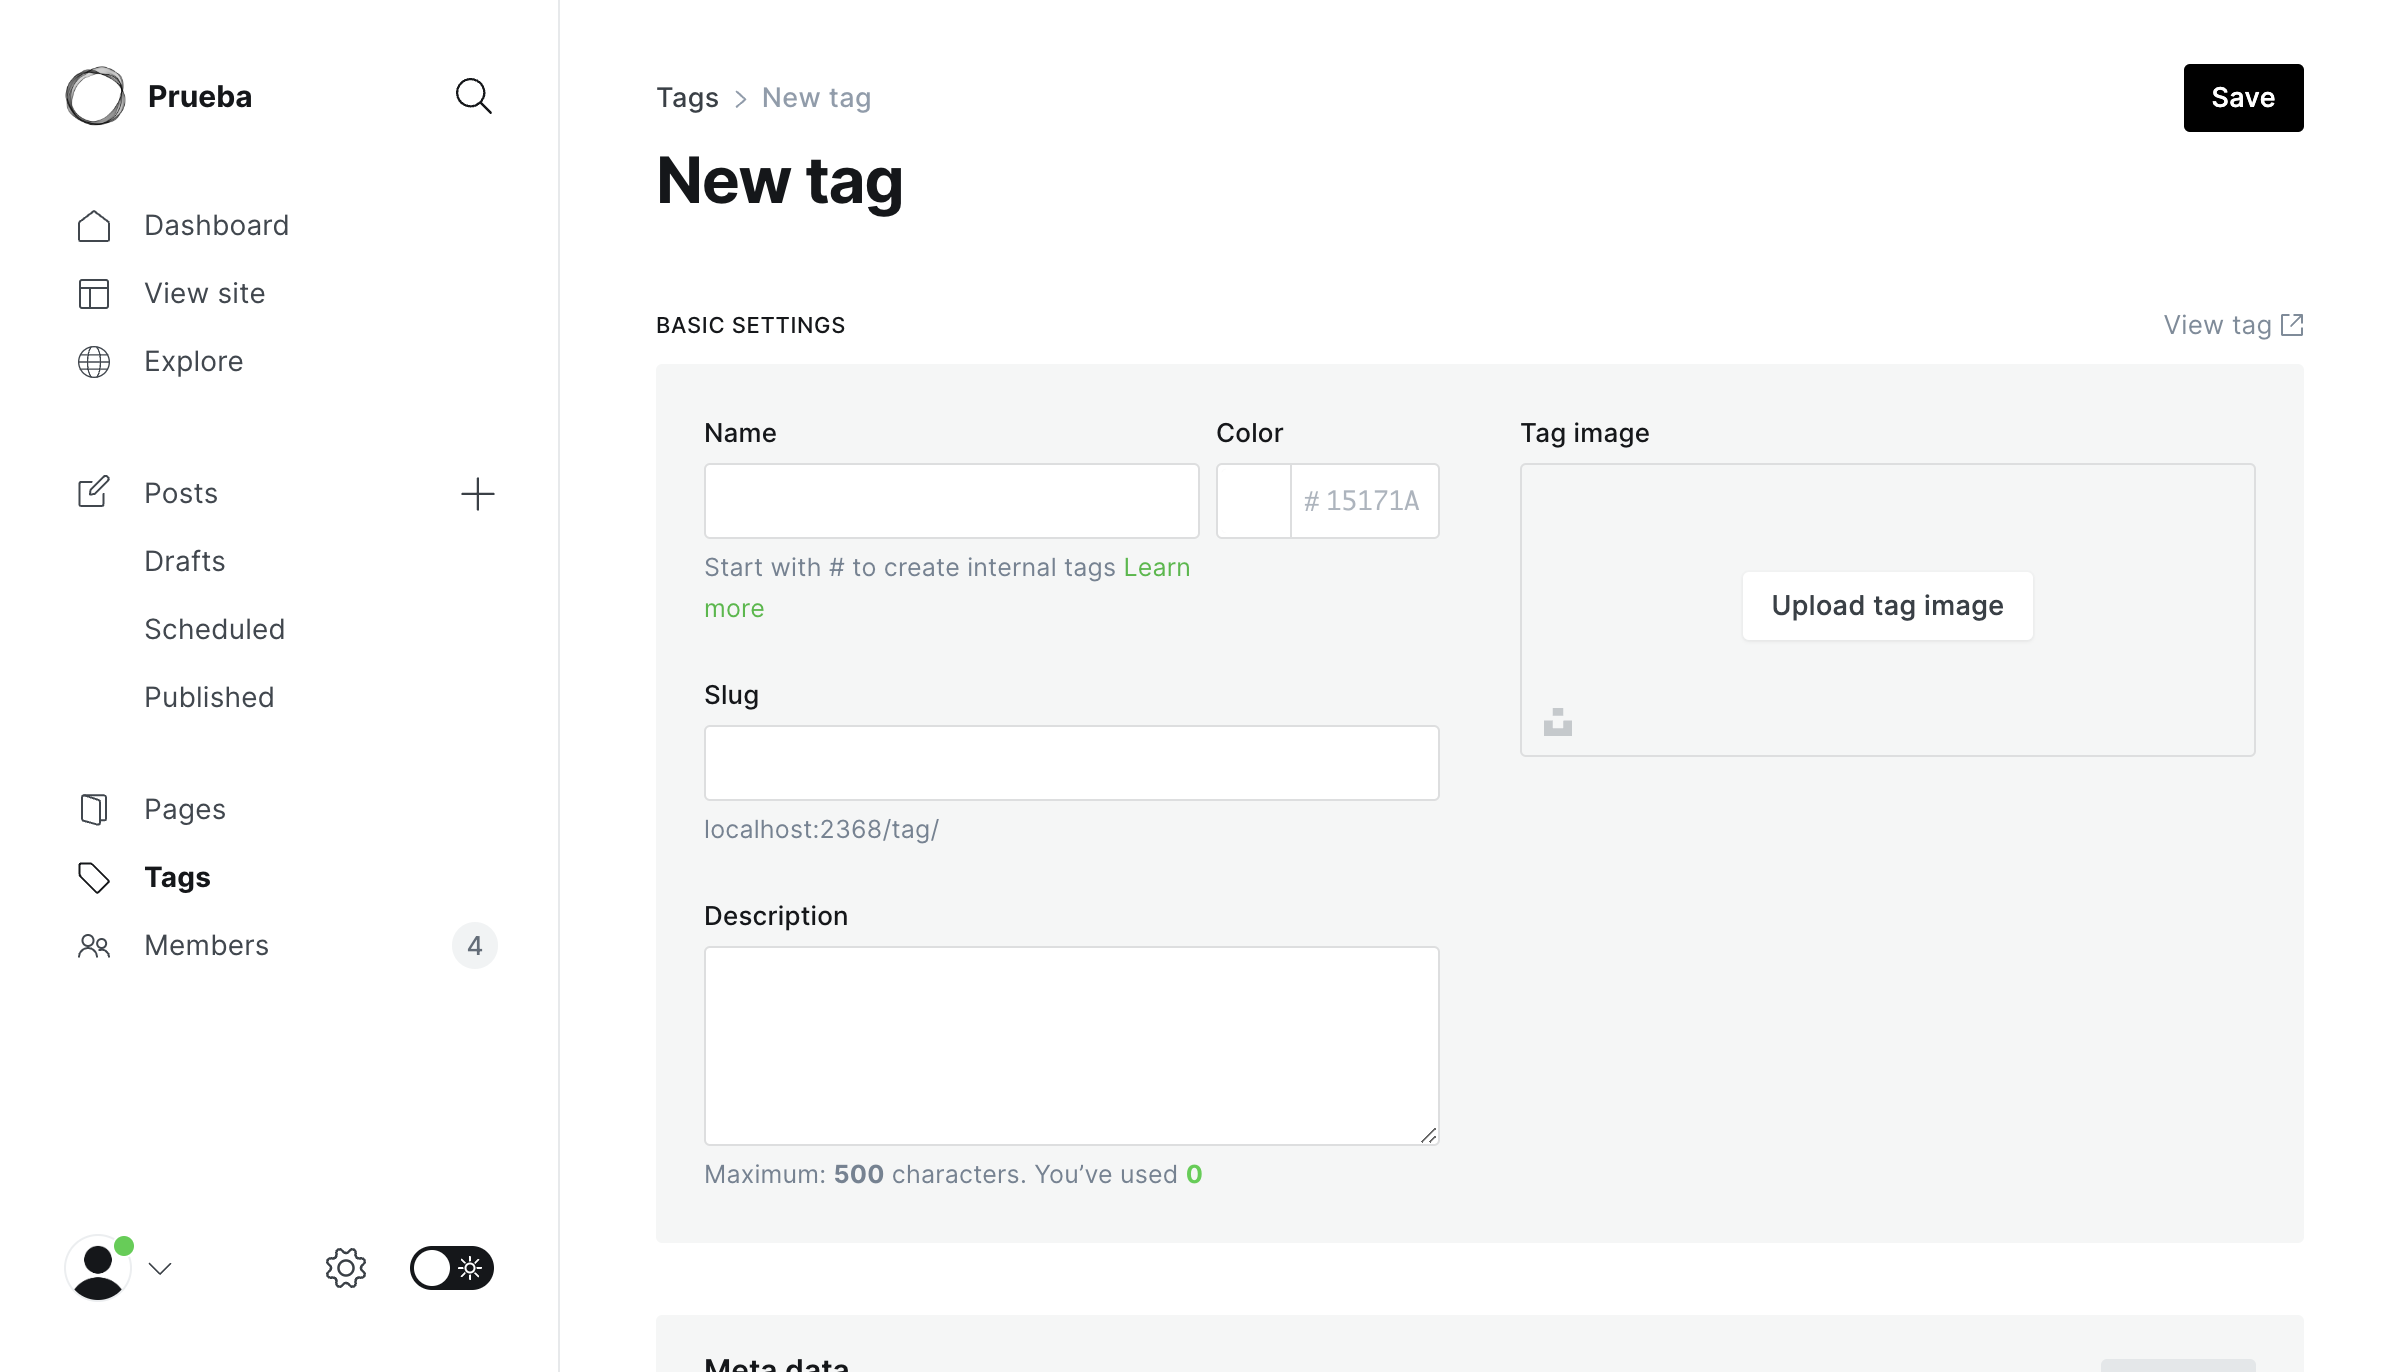 Prueba
Dashboard
View site
Explore
Posts
Drafts
Scheduled
Published
Pages
Tags
Members 4
Tags > New tag
Save
New tag
BASIC SETTINGS
View tag
Name
Color
# 15171A
Start with # to create internal tags Learn
more
Slug
localhost:2368/tag/
Description
Maximum: 500 characters. You’ve used 0
Tag image
Upload tag image
Meta data